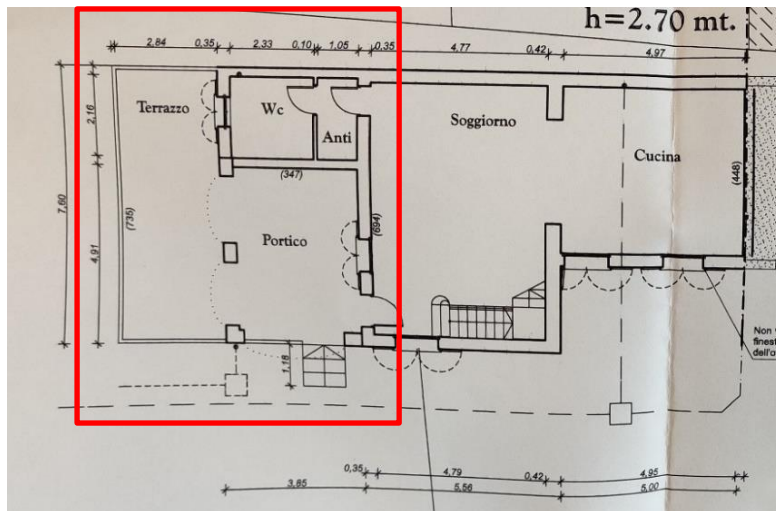 h=2.70 mt.
2,84 0,35 2,33 0,10 1,05 0,35 4,77 0,42 4,97
Terrazzo
Wc
Anti
Soggiorno
Cucina
2,16
7,60
(735)
(347)
(694)
(448)
4,91
Portico
1,18
Non
finest
dell'a
0,35 4,79 0,42 4,95
3,85 5,56 5,00